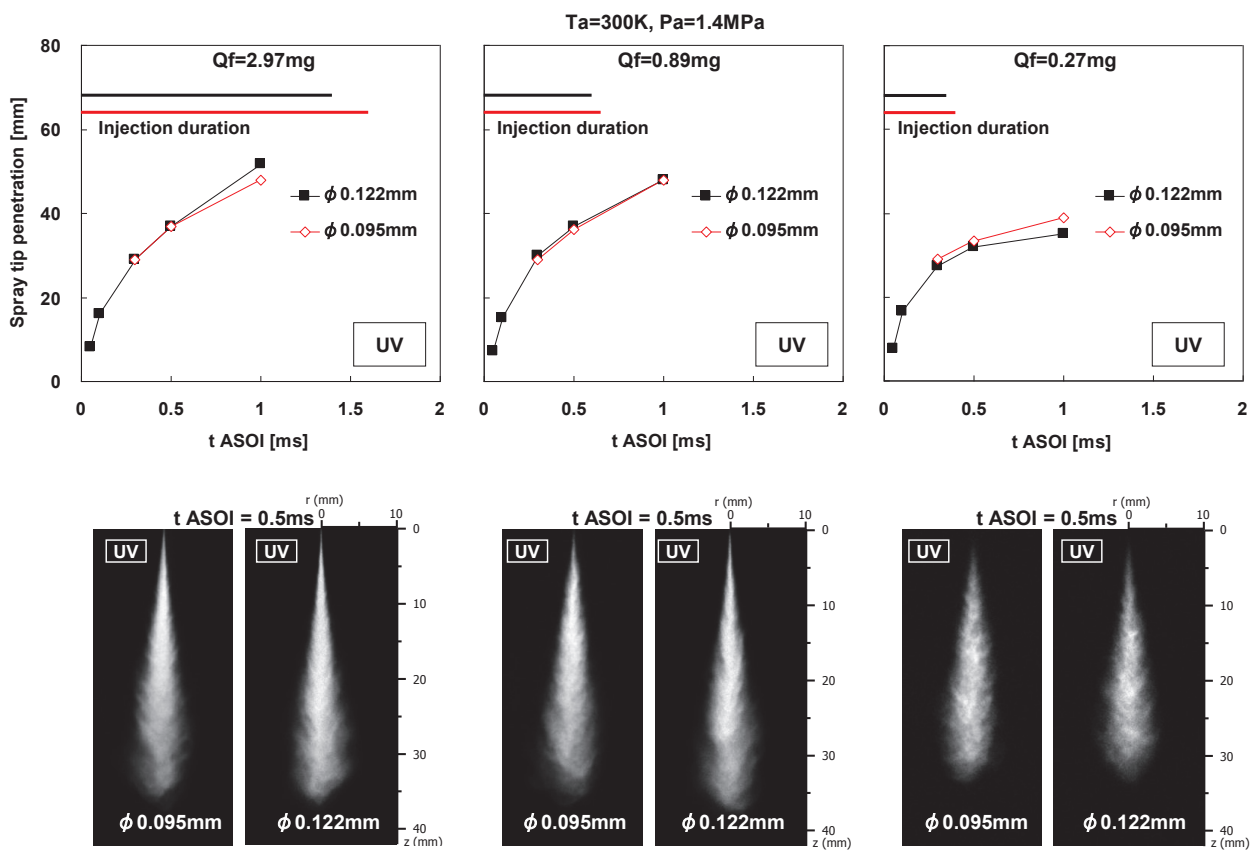 Ta=300K, Pa=1.4MPa
Spray tip penetration [mm]
80
60
40
20
0
Qf=2.97mg
Injection duration
ϕ 0.122mm
ϕ 0.095mm
UV
0 0.5 1 1.5 2
t ASOI [ms]
Qf=0.89mg
Injection duration
ϕ 0.122mm
ϕ 0.095mm
UV
0 0.5 1 1.5 2
t ASOI [ms]
Qf=0.27mg
Injection duration
ϕ 0.122mm
ϕ 0.095mm
UV
0 0.5 1 1.5 2
t ASOI [ms]
r (mm)
t ASOI = 0.5ms
0 10
UV
UV
0
10
20
30
40
z (mm)
ϕ 0.095mm
ϕ 0.122mm
r (mm)
t ASOI = 0.5ms
0 10
UV
UV
0
10
20
30
40
z (mm)
ϕ 0.095mm
ϕ 0.122mm
r (mm)
t ASOI = 0.5ms
0 10
UV
UV
0
10
20
30
40
z (mm)
ϕ 0.095mm
ϕ 0.122mm